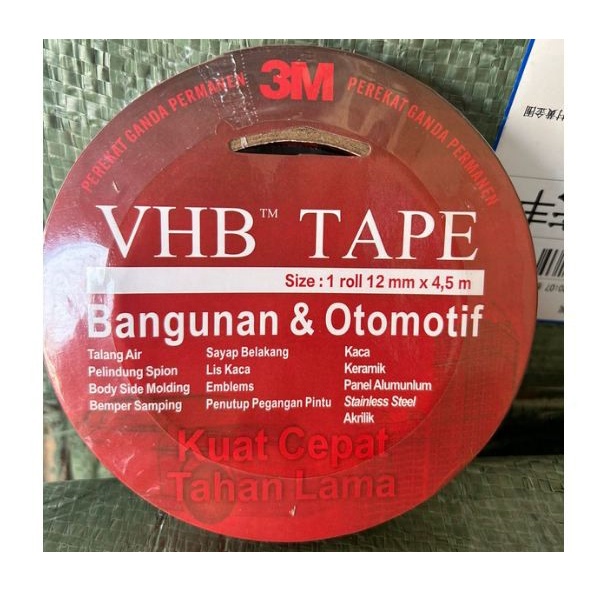 3M
PEREKAT GANDA PERMANEN
PEREKAT GANDA PERMANEN
VHB™ TAPE
Size : 1 roll 12 mm x 4,5 m
Bangunan & Otomotif
Talang Air
Pelindung Spion
Body Side Molding
Bemper Samping
Sayap Belakang
Lis Kaca
Emblems
Penutup Pegangan Pintu
Kaca
Keramik
Panel Alumunlum
Stainless Steel
Akrilik
Kuat Cepat
Tahan Lama